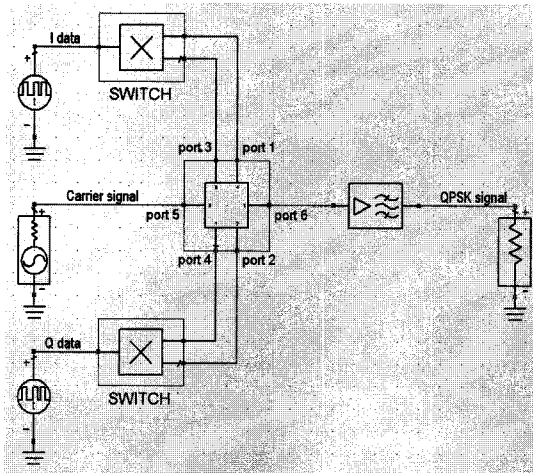 I data
SWITCH
port 3
port 1
Carrier signal
port 5
port 6
QPSK signal
port 4
port 2
Q data
SWITCH